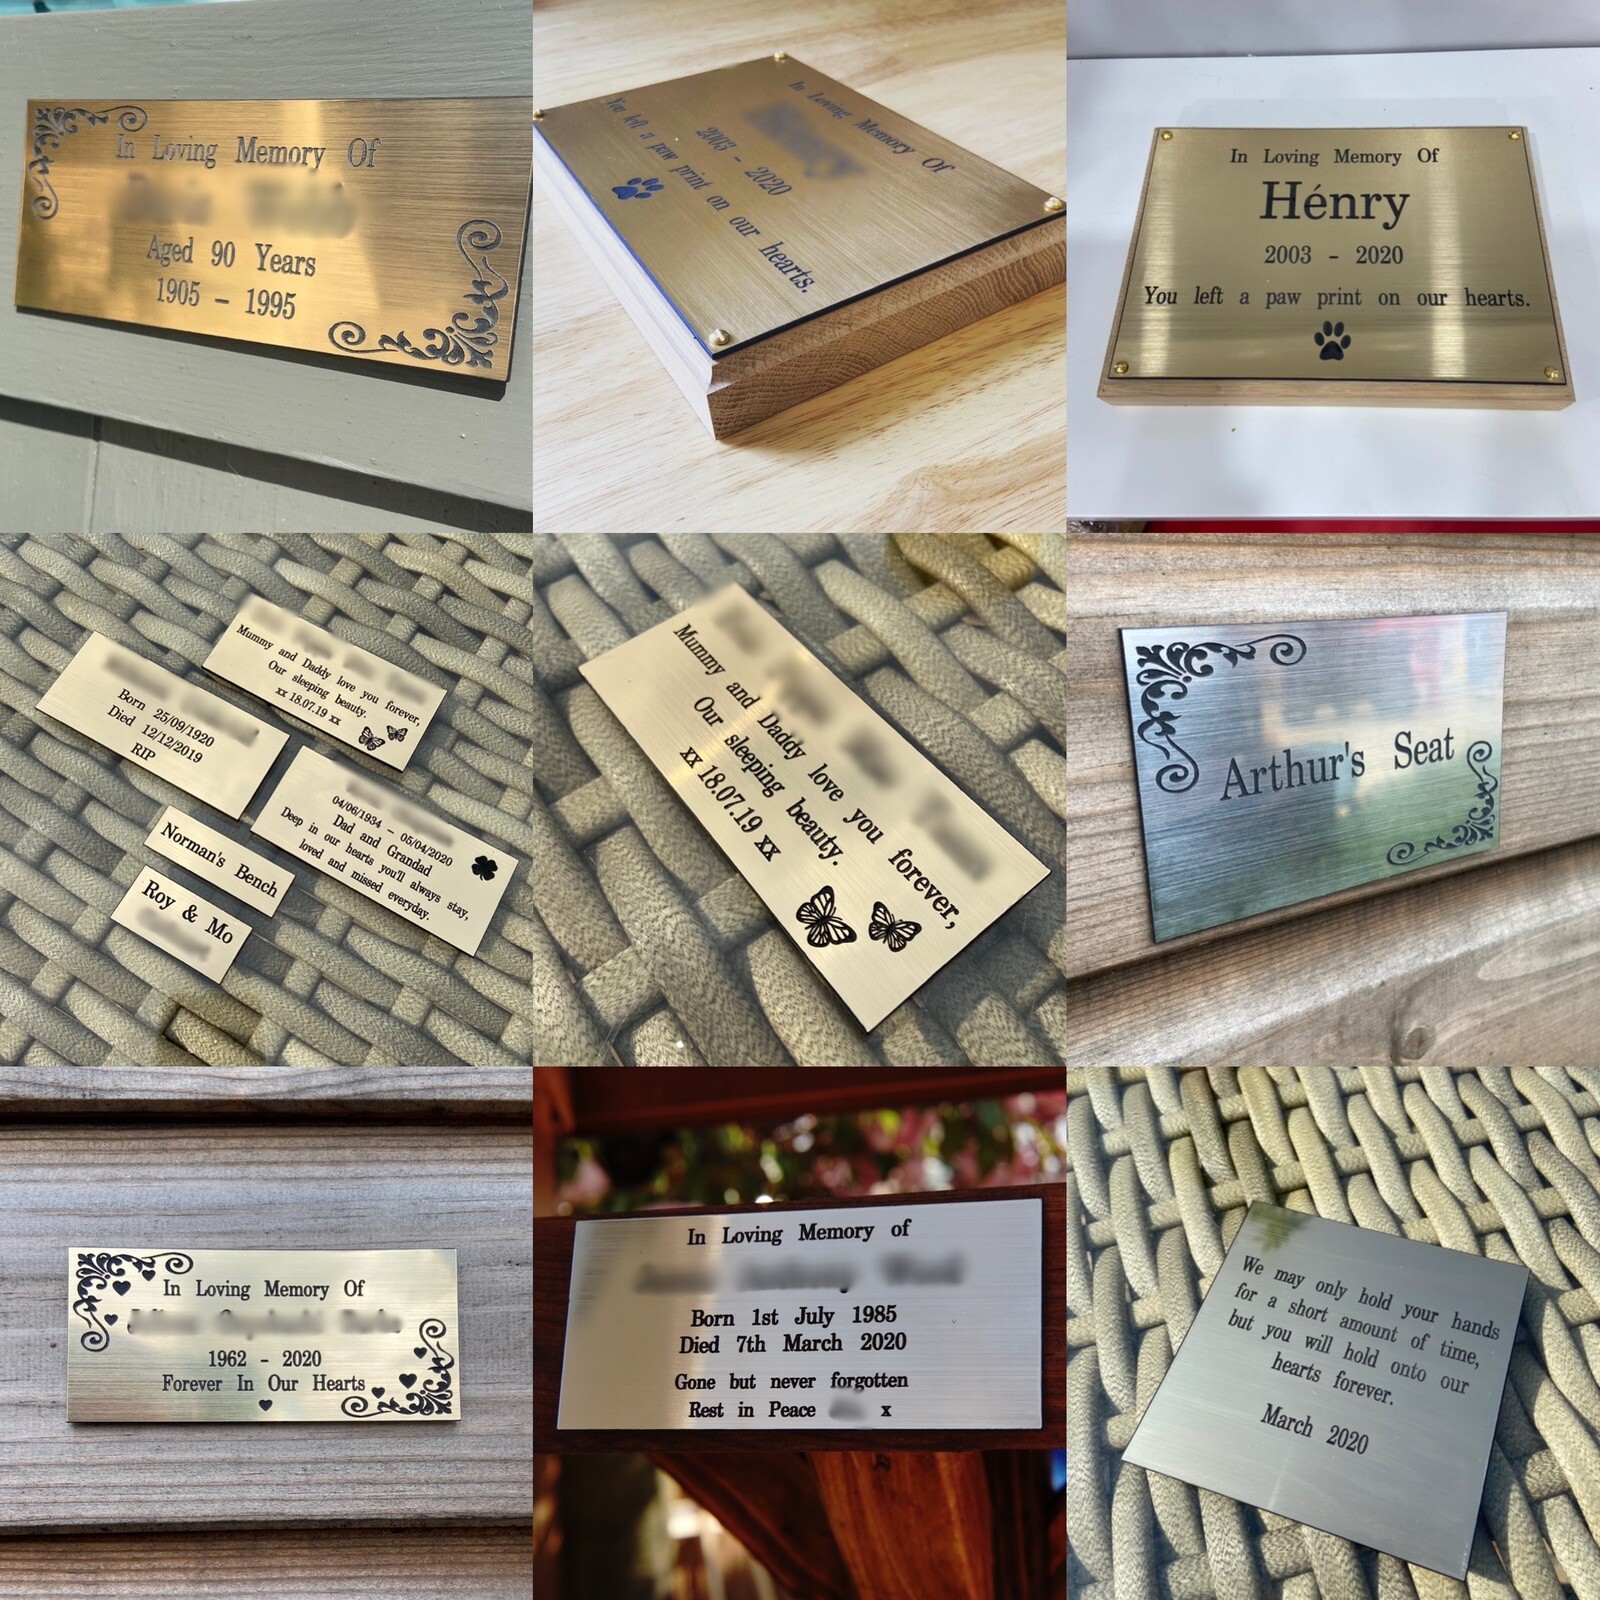 In Loving Memory Of
Aged 90 Years
1905 – 1995
In Loving Memory Of
2003 - 2020
You left a paw print on our hearts.
In Loving Memory Of
Hénry
2003 - 2020
You left a paw print on our hearts.
Mummy and Daddy love you forever,
Our sleeping beauty.
xx 18.07.19 xx
Born 25/09/1920
Died 12/12/2019
RIP
04/06/1934 - 05/04/2020
Dad and Grandad
Deep in our hearts you'll always stay,
loved and missed everyday.
Norman's Bench
Roy & Mo
Mummy and Daddy love you forever,
Our sleeping beauty.
xx 18.07.19 xx
Arthur's Seat
In Loving Memory Of
1962 - 2020
Forever In Our Hearts
In Loving Memory of
Born 1st July 1985
Died 7th March 2020
Gone but never forgotten
Rest in Peace x
We may only hold your hands
for a short amount of time,
but you will hold onto our
hearts forever.
March 2020